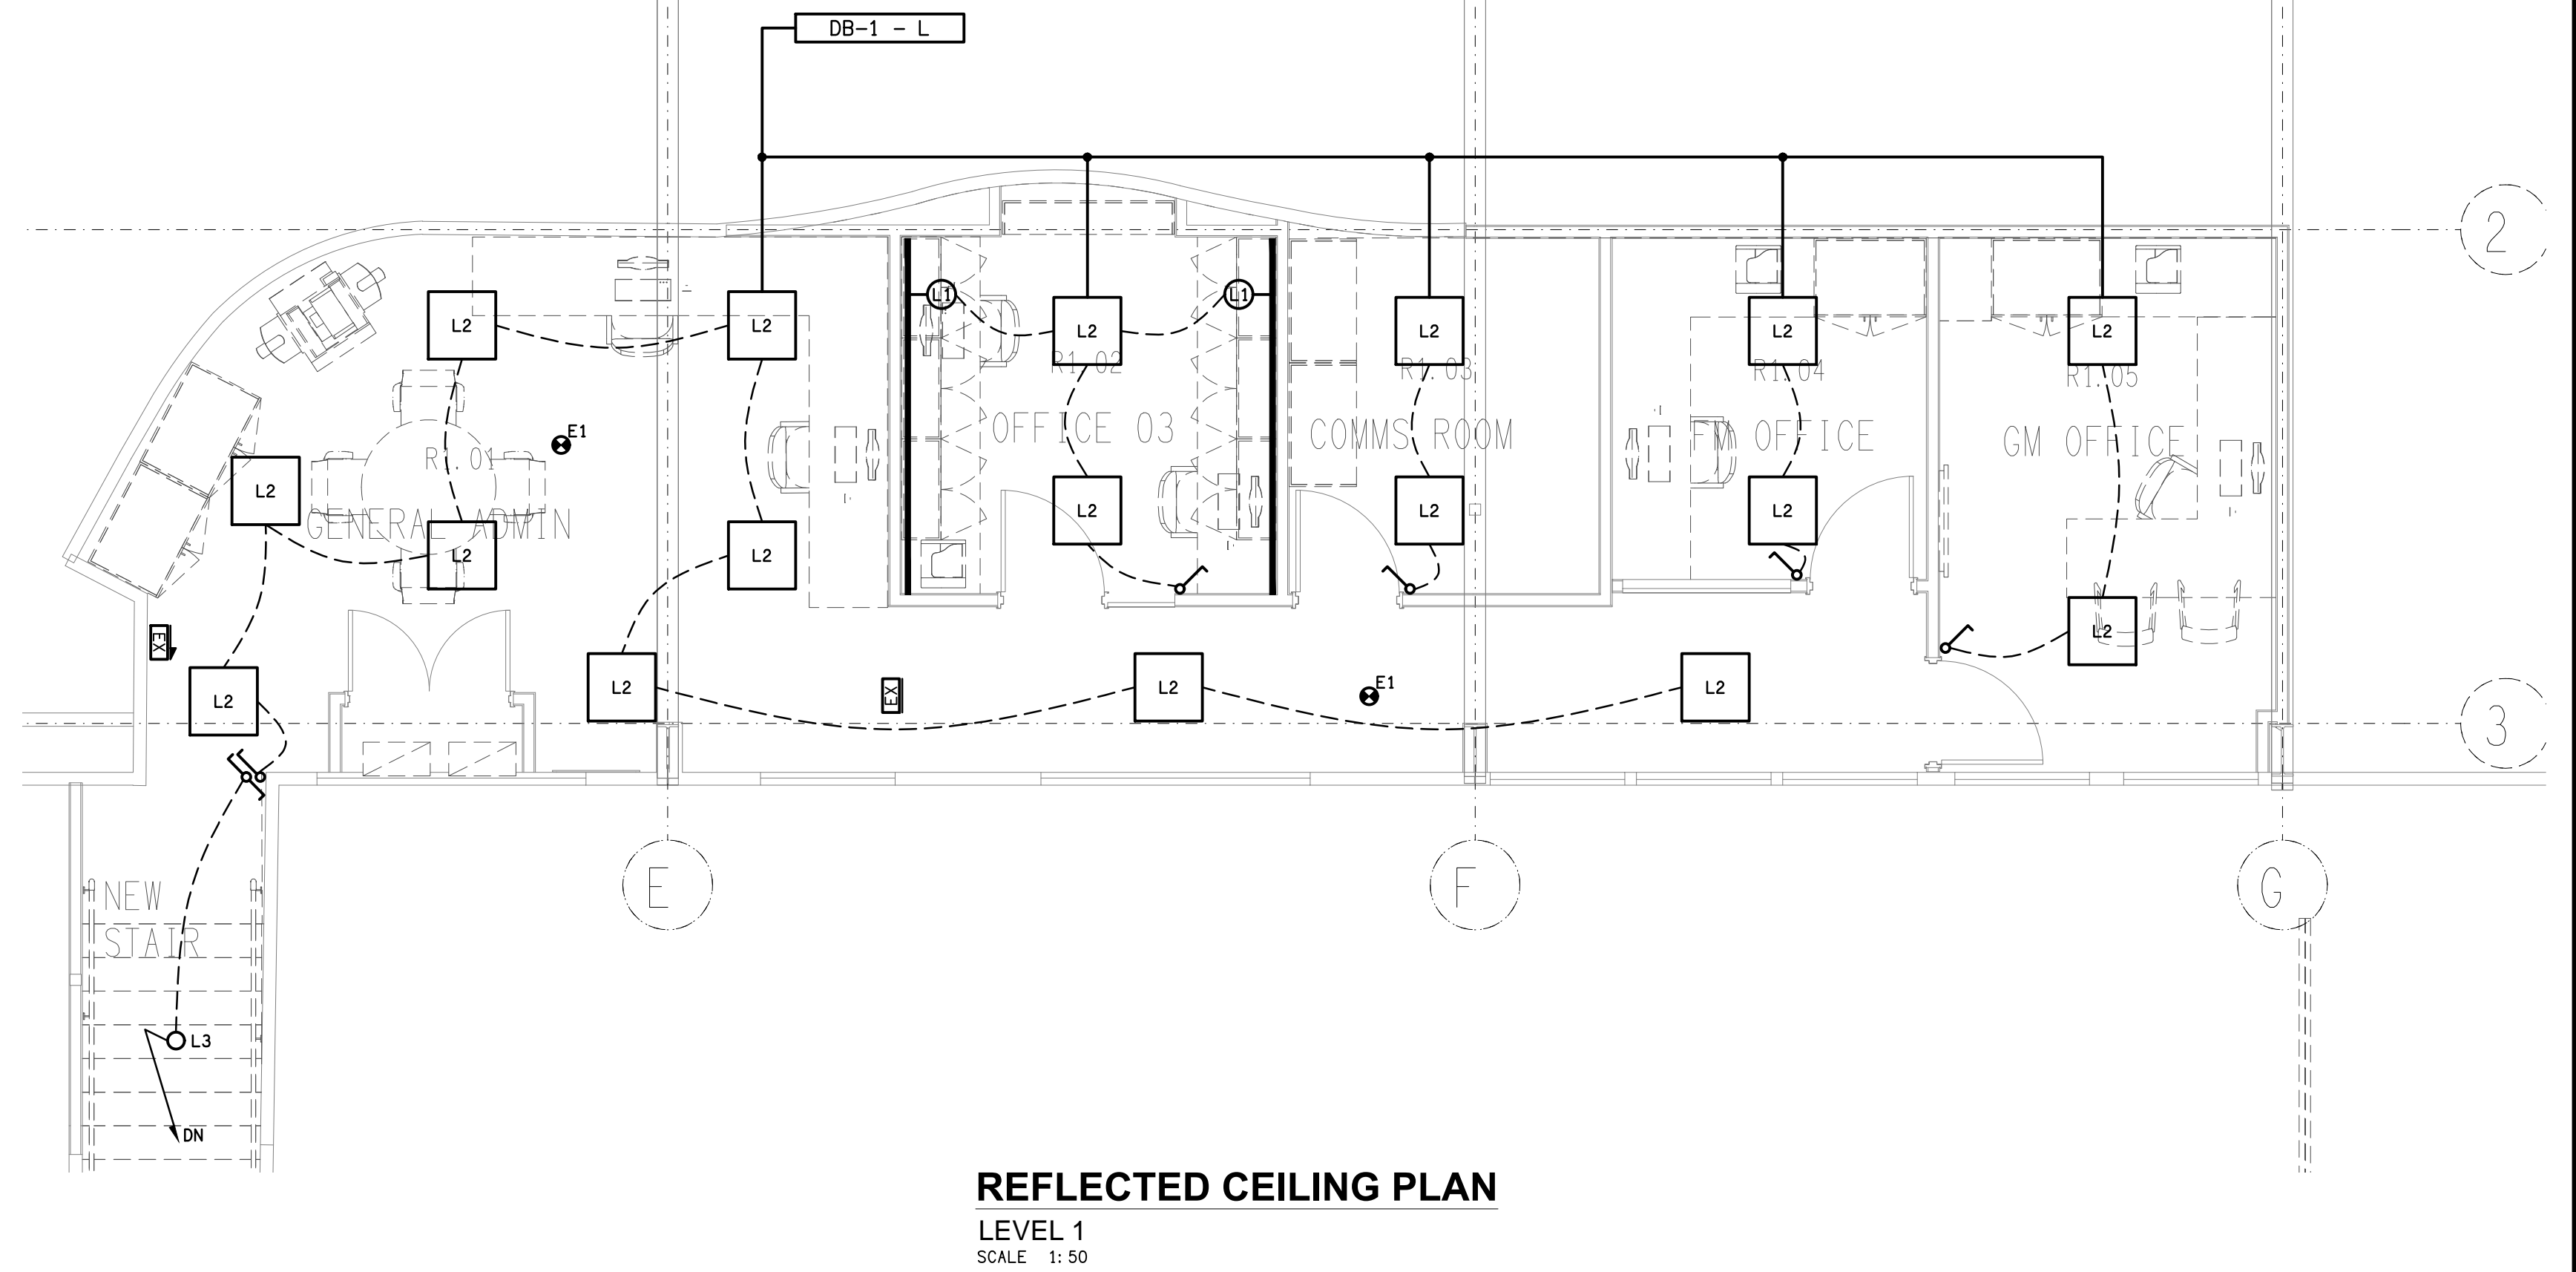 DB-1 - L
2
L1
L1
L2
L2
L2
L2
L2
L2
R1.02
R1.03
R1.04
R1.05
OFFICE 03
COMMS ROOM
FM OFFICE
GM OFFICE
E1
R1.01
L2
GENERAL ADMIN
L2
L2
L2
L2
L2
L2
EX
L2
L2
EX
L2
E1
L2
L2
3
E
F
G
NEW
STAIR
L3
DN
REFLECTED CEILING PLAN
LEVEL 1
SCALE 1:50